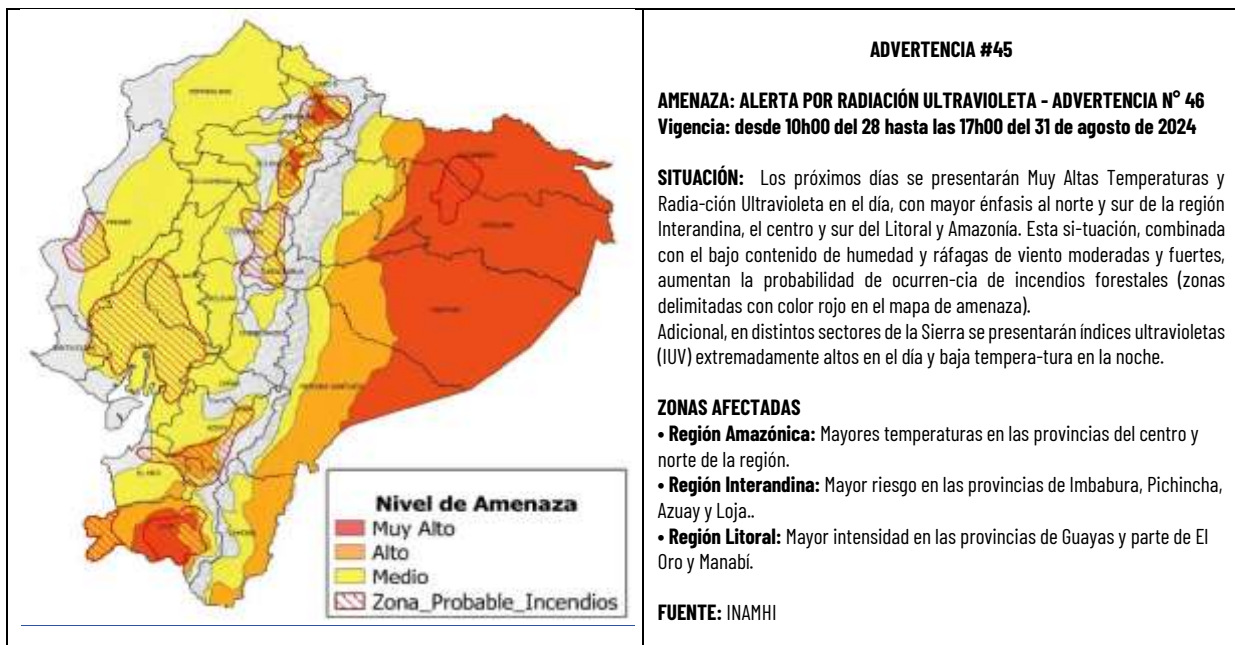 ADVERTENCIA #45
AMENAZA: ALERTA POR RADIACIÓN ULTRAVIOLETA - ADVERTENCIA N° 46
Vigencia: desde 10h00 del 28 hasta las 17h00 del 31 de agosto de 2024
SITUACIÓN: Los próximos días se presentarán Muy Altas Temperaturas y
Radia-ción Ultravioleta en el día, con mayor énfasis al norte y sur de la región
Interandina, el centro y sur del Litoral y Amazonía. Esta si-tuación, combinada
con el bajo contenido de humedad y ráfagas de viento moderadas y fuertes,
aumentan la probabilidad de ocurren-cia de incendios forestales (zonas
delimitadas con color rojo en el mapa de amenaza).
Adicional, en distintos sectores de la Sierra se presentarán índices ultravioletas
(IUV) extremadamente altos en el día y baja tempera-tura en la noche.
ZONAS AFECTADAS
• Región Amazónica: Mayores temperaturas en las provincias del centro y
norte de la región.
• Región Interandina: Mayor riesgo en las provincias de Imbabura, Pichincha,
Azuay y Loja..
• Región Litoral: Mayor intensidad en las provincias de Guayas y parte de El
Oro y Manabí.
FUENTE: INAMHI
Nivel de Amenaza
Muy Alto
Alto
Medio
Zona_Probable_Incendios